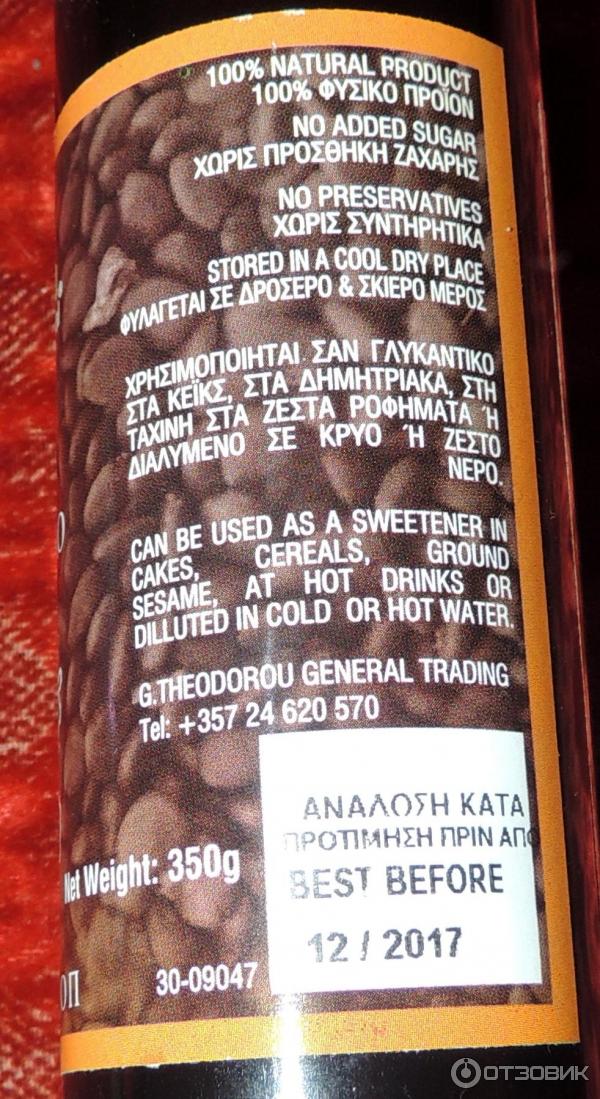 100% NATURAL PRODUCT
100% ΦΥΣΙΚΟ ΠΡΟΪΟΝ
NO ADDED SUGAR
ΧΩΡΙΣ ΠΡΟΣΘΗΚΗ ΖΑΧΑΡΗΣ
NO PRESERVATIVES
ΧΩΡΙΣ ΣΥΝΤΗΡΗΤΙΚΑ
STORED IN A COOL DRY PLACE
ΦΥΛΑΓΕΤΑΙ ΣΕ ΔΡΟΣΕΡΟ & ΣΚΙΕΡΟ ΜΕΡΟΣ
ΧΡΗΣΙΜΟΠΟΙΗΤΑΙ ΣΑΝ ΓΛΥΚΑΝΤΙΚΟ
ΣΤΑ ΚΕΪΚΣ, ΣΤΑ ΔΗΜΗΤΡΙΑΚΑ, ΣΤΗ
ΤΑΧΙΝΗ ΣΤΑ ΖΕΣΤΑ ΡΟΦΗΜΑΤΑ Ή
ΔΙΑΛΥΜΕΝΟ ΣΕ ΚΡΥΟ Ή ΖΕΣΤΟ
ΝΕΡΟ.
CAN BE USED AS A SWEETENER IN
CAKES, CEREALS, GROUND
SESAME, AT HOT DRINKS OR
DILLUTED IN COLD OR HOT WATER.
G.THEODOROU GENERAL TRADING
Tel: +357 24 620 570
ΑΝΑΛΟΣΗ ΚΑΤΑ
ΠΡΟΤΙΜΗΣΗ ΠΡΙΝ ΑΠΟ
BEST BEFORE
12 / 2017
Net Weight: 350g
30-09047
ΟΠ
ОТЗОВИК